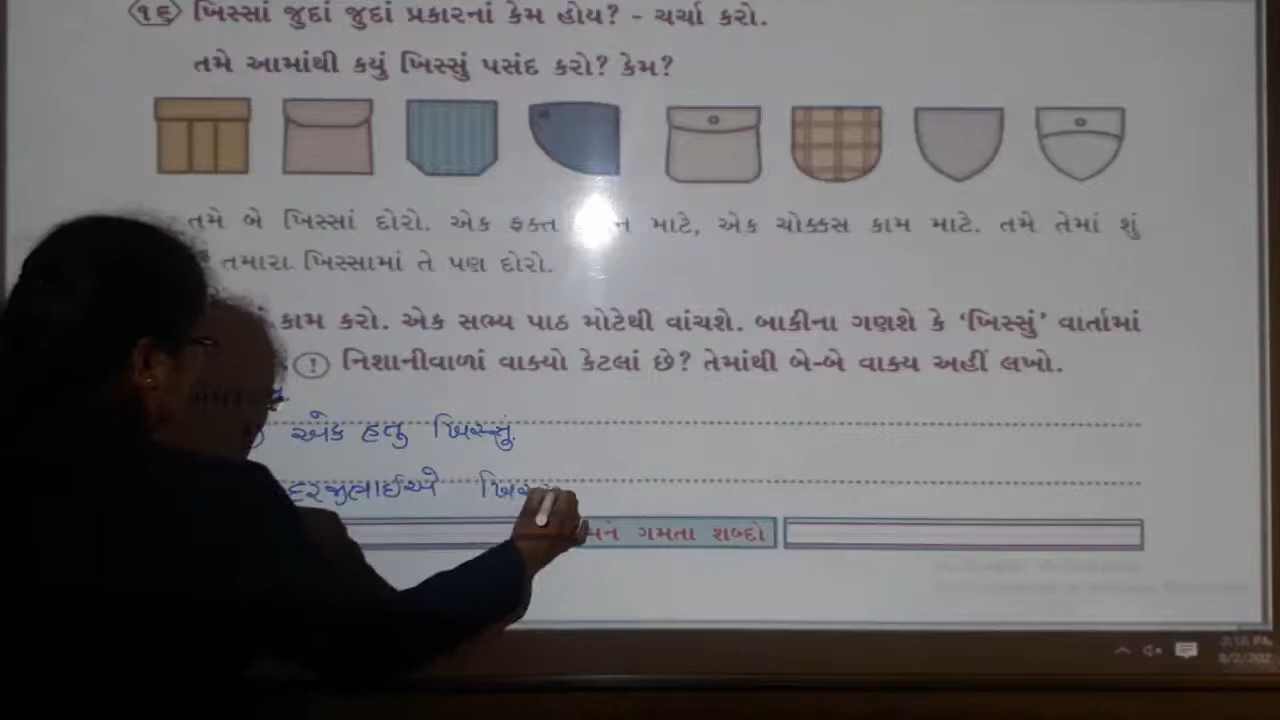 ૧૬ ખિસ્સાં જુદાં જુદાં પ્રકારનાં કેમ હોય? - ચર્ચા કરો.
તમે આમાંથી કયું ખિસ્સું પસંદ કરો? કેમ?
તમે બે ખિસ્સાં દોરો. એક ફક્ત માટે, એક ચોક્કસ કામ માટે. તમે તેમાં શું
તમારા ખિસ્સામાં તે પણ દોરો.
કામ કરો. એક સભ્ય પાઠ મોટેથી વાંચશે. બાકીના ગણશે કે ‘ખિસ્સું’ વાર્તામાં
! નિશાનીવાળાં વાક્યો કેટલાં છે? તેમાંથી બે-બે વાક્ય અહીં લખો.
એક હતુ ખિસ્સું.
દરજીભાઈએ
ગમતા શબ્દો